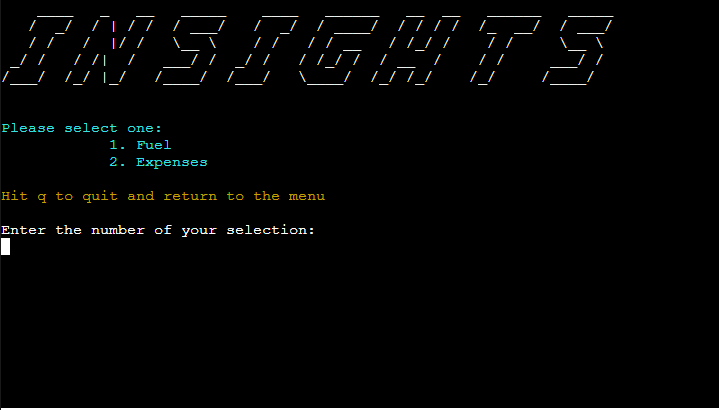 INSIGHTS
Please select one:
1. Fuel
2. Expenses
Hit q to quit and return to the menu
Enter the number of your selection: